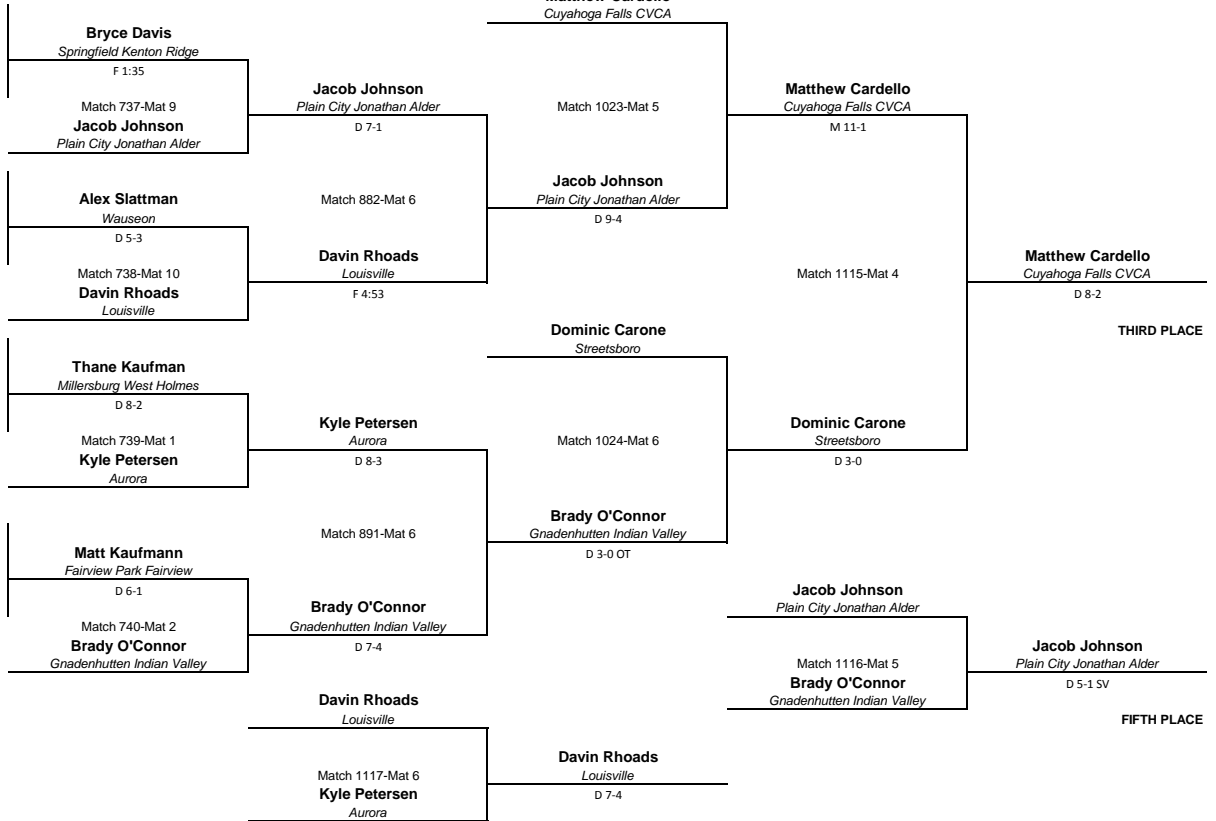 Matthew Cardello
Cuyahoga Falls CVCA
Bryce Davis
Springfield Kenton Ridge
F 1:35
Match 737-Mat 9
Jacob Johnson
Plain City Jonathan Alder
Alex Slattman
Wauseon
D 5-3
Match 738-Mat 10
Davin Rhoads
Louisville
Thane Kaufman
Millersburg West Holmes
D 8-2
Match 739-Mat 1
Kyle Petersen
Aurora
Matt Kaufmann
Fairview Park Fairview
D 6-1
Match 740-Mat 2
Brady O'Connor
Gnadenhutten Indian Valley
Jacob Johnson
Plain City Jonathan Alder
D 7-1
Match 882-Mat 6
Davin Rhoads
Louisville
F 4:53
Kyle Petersen
Aurora
D 8-3
Match 891-Mat 6
Brady O'Connor
Gnadenhutten Indian Valley
D 7-4
Davin Rhoads
Louisville
Match 1117-Mat 6
Kyle Petersen
Aurora
Match 1023-Mat 5
Jacob Johnson
Plain City Jonathan Alder
D 9-4
Dominic Carone
Streetsboro
Match 1024-Mat 6
Brady O'Connor
Gnadenhutten Indian Valley
D 3-0 OT
Davin Rhoads
Louisville
D 7-4
Matthew Cardello
Cuyahoga Falls CVCA
M 11-1
Match 1115-Mat 4
Dominic Carone
Streetsboro
D 3-0
Jacob Johnson
Plain City Jonathan Alder
Match 1116-Mat 5
Brady O'Connor
Gnadenhutten Indian Valley
Matthew Cardello
Cuyahoga Falls CVCA
D 8-2
THIRD PLACE
Jacob Johnson
Plain City Jonathan Alder
D 5-1 SV
FIFTH PLACE